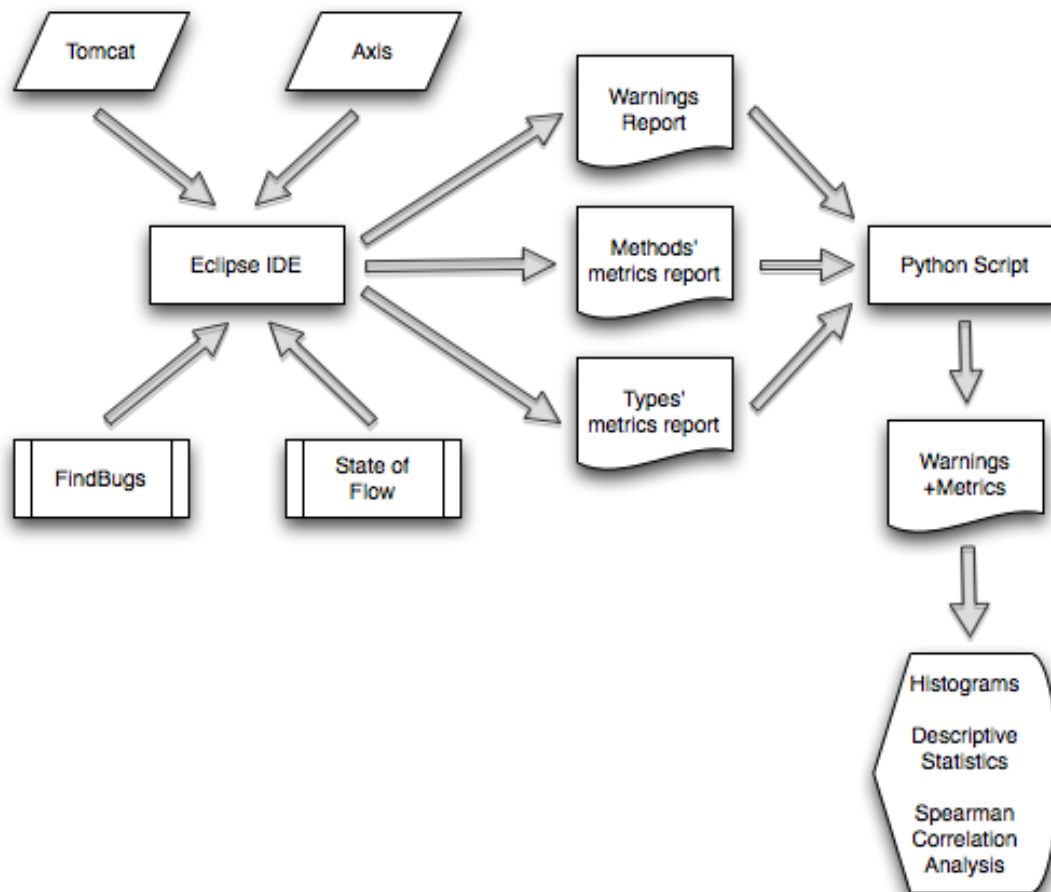 Tomcat
Axis
Warnings
Report
Eclipse IDE
Methods'
metrics report
Python Script
Types'
metrics report
FindBugs
State of
Flow
Warnings
+Metrics
Histograms
Descriptive
Statistics
Spearman
Correlation
Analysis